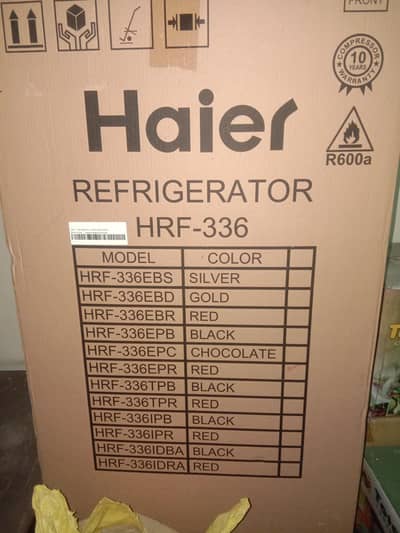 FRONT
COMPRESSOR
10
YEARS
WARRANTY
Haier
R600a
REFRIGERATOR
HRF-336
MODEL COLOR
HRF-336EBS SILVER
HRF-336EBD GOLD
HRF-336EBR RED
HRF-336EPB BLACK
HRF-336EPC CHOCOLATE
HRF-336EPR RED
HRF-336TPB BLACK
HRF-336TPR RED
HRF-336IPB BLACK
HRF-336IPR RED
HRF-336IDBA BLACK
HRF-336IDRA RED